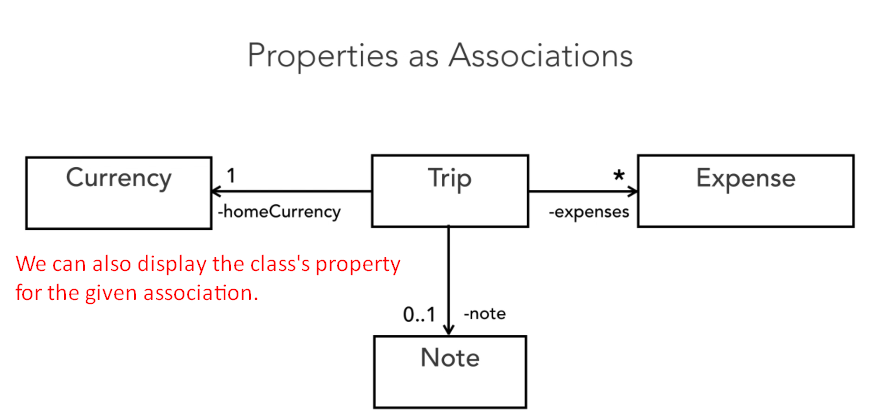 Properties as Associations
Currency
1
-homeCurrency
Trip
*
-expenses
Expense
We can also display the class's property
for the given association.
0..1
-note
Note